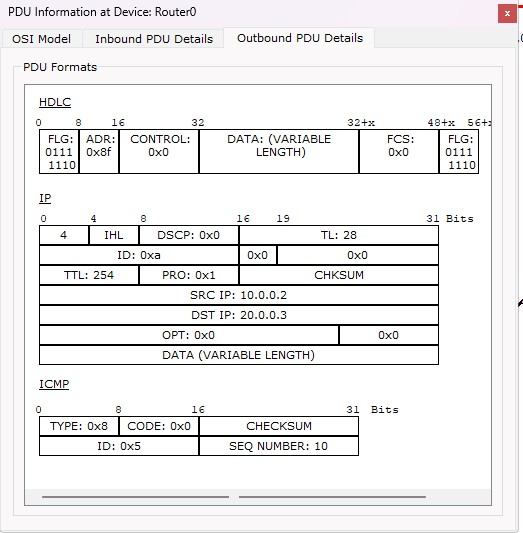 PDU Information at Device: Router0
x
OSI Model Inbound PDU Details Outbound PDU Details
PDU Formats
HDLC
0 8 16 32 32+x 48+x 56+x
FLG: ADR: CONTROL: DATA: (VARIABLE FCS: FLG:
0111 0x8f 0x0 LENGTH) 0x0 0111
1110 1110
IP
0 4 8 16 19 31 Bits
4 IHL DSCP: 0x0 TL: 28
ID: 0xa 0x0 0x0
TTL: 254 PRO: 0x1 CHKSUM
SRC IP: 10.0.0.2
DST IP: 20.0.0.3
OPT: 0x0 0x0
DATA (VARIABLE LENGTH)
ICMP
0 8 16 31 Bits
TYPE: 0x8 CODE: 0x0 CHECKSUM
ID: 0x5 SEQ NUMBER: 10